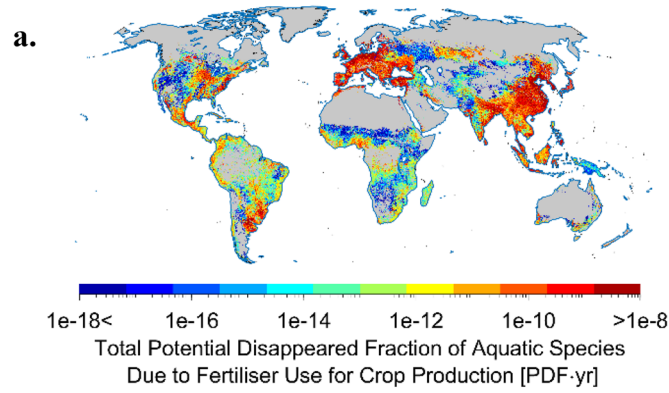 a.
1e-18< 1e-16 1e-14 1e-12 1e-10 >1e-8
Total Potential Disappeared Fraction of Aquatic Species
Due to Fertiliser Use for Crop Production [PDF·yr]